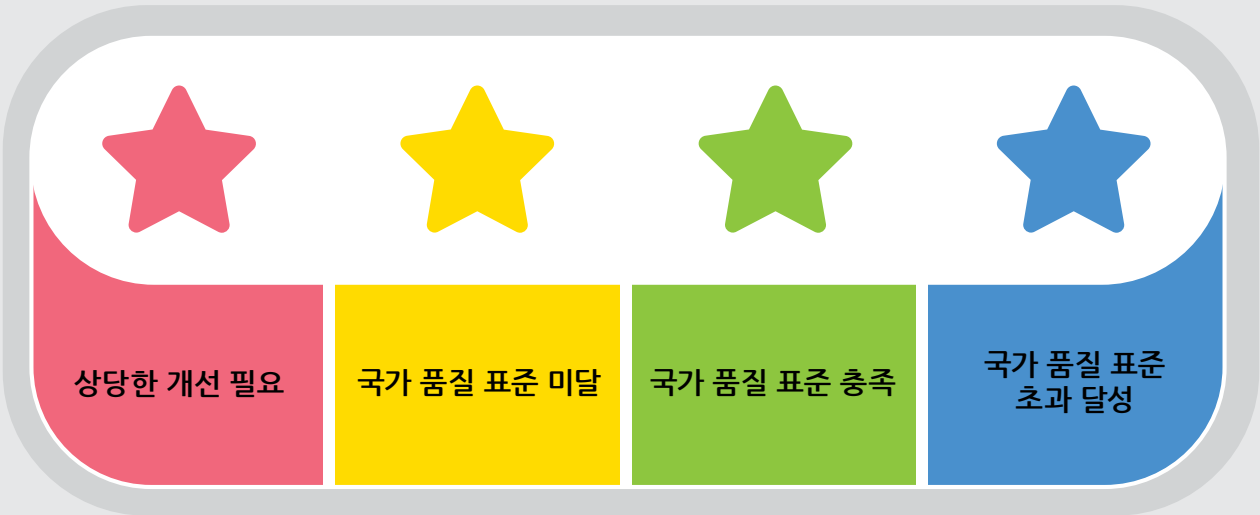 상당한 개선 필요
국가 품질 표준 미달
국가 품질 표준 충족
국가 품질 표준
초과 달성